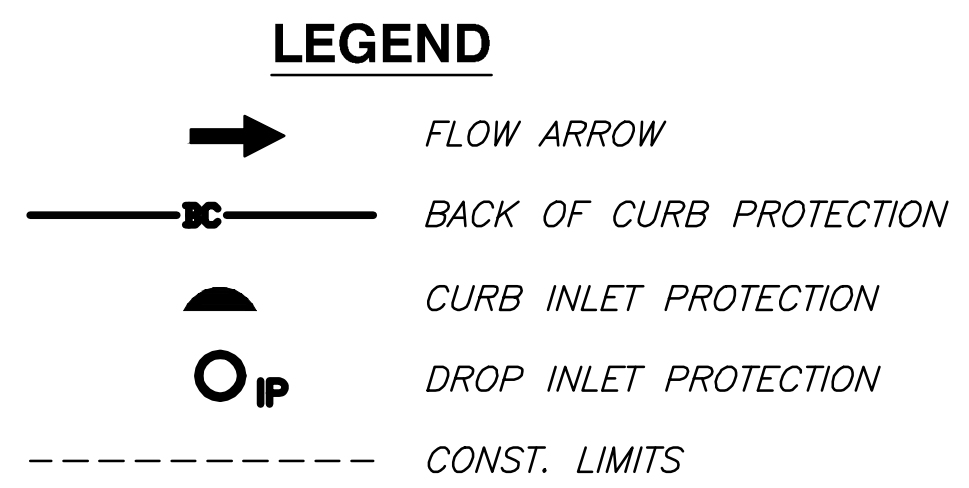 LEGEND
FLOW ARROW
BC BACK OF CURB PROTECTION
CURB INLET PROTECTION
IP DROP INLET PROTECTION
CONST. LIMITS